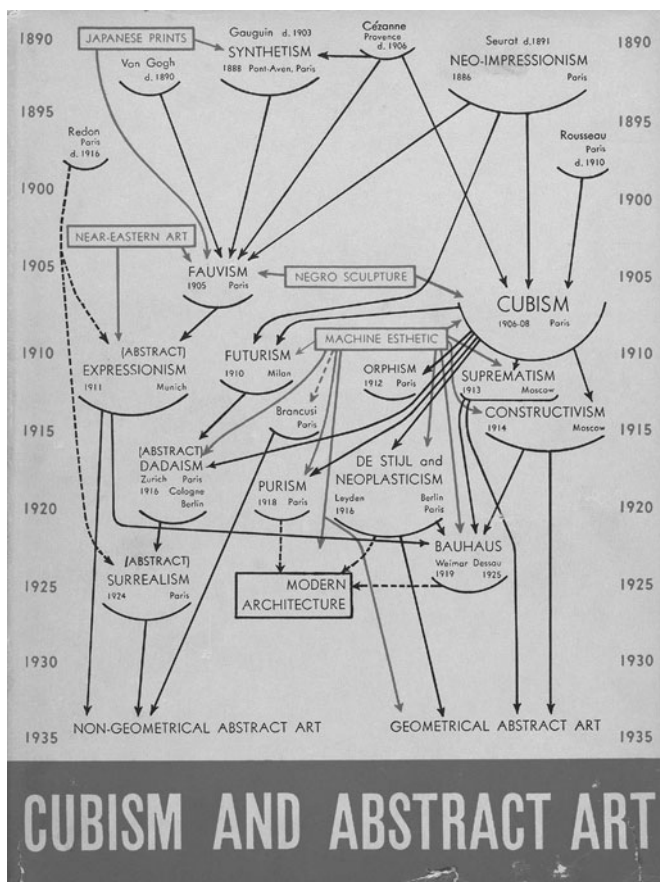 1890
JAPANESE PRINTS
Van Gogh
d. 1890
Gauguin d. 1903
SYNTHETISM
1888 Pont-Aven, Paris
Cézanne
Provence
d. 1906
Seurat d.1891
NEO-IMPRESSIONISM
1886 Paris
1890
1895
1895
Redon
Paris
d. 1916
Rousseau
Paris
d. 1910
1900
1900
NEAR-EASTERN ART
1905
FAUVISM
1905 Paris
NEGRO SCULPTURE
1905
CUBISM
1906-08 Paris
1910
(ABSTRACT)
EXPRESSIONISM
1911 Munich
FUTURISM
1910 Milan
MACHINE ESTHETIC
ORPHISM
1912 Paris
SUPREMATISM
1913 Moscow
1910
Brancusi
Paris
CONSTRUCTIVISM
1914 Moscow
1915
1915
(ABSTRACT)
DADAISM
Zurich Paris
1916 Cologne
Berlin
PURISM
1918 Paris
DE STIJL and
NEOPLASTICISM
Leyden Berlin
1916 Paris
1920
1920
BAUHAUS
Weimar Dessau
1919 1925
(ABSTRACT)
SURREALISM
1924 Paris
MODERN
ARCHITECTURE
1925
1925
1930
1930
NON-GEOMETRICAL ABSTRACT ART
GEOMETRICAL ABSTRACT ART
1935
1935
CUBISM AND ABSTRACT ART